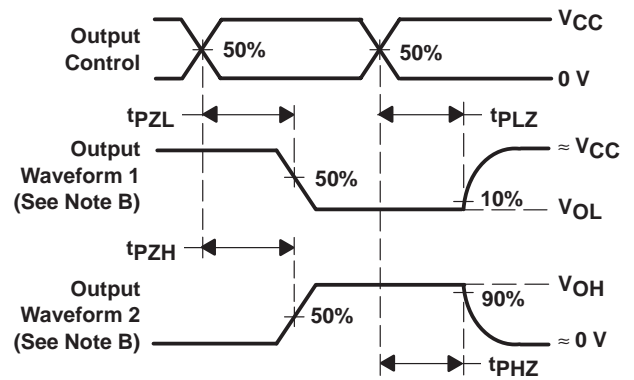 Output
Control
50%
50%
VCC
0 V
tPZL
tPLZ
Output
Waveform 1
(See Note B)
50%
10%
≈ VCC
VOL
tPZH
Output
Waveform 2
(See Note B)
50%
90%
VOH
≈ 0 V
tPHZ